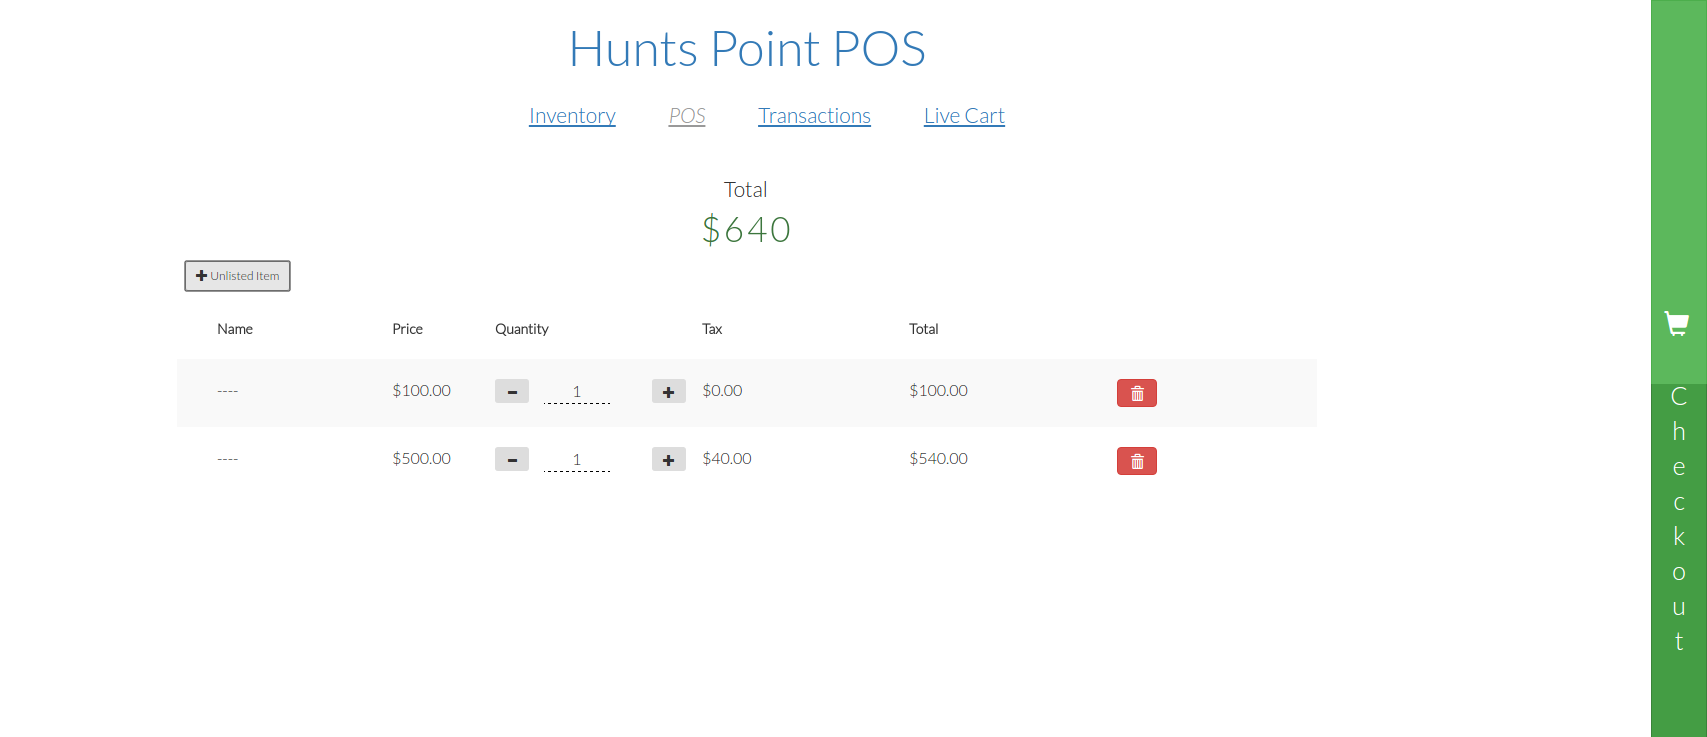 Hunts Point POS
Inventory POS Transactions Live Cart
Total
$640
Unlisted Item
Name Price Quantity Tax Total
---- $100.00 1 $0.00 $100.00
---- $500.00 1 $40.00 $540.00
Checkout